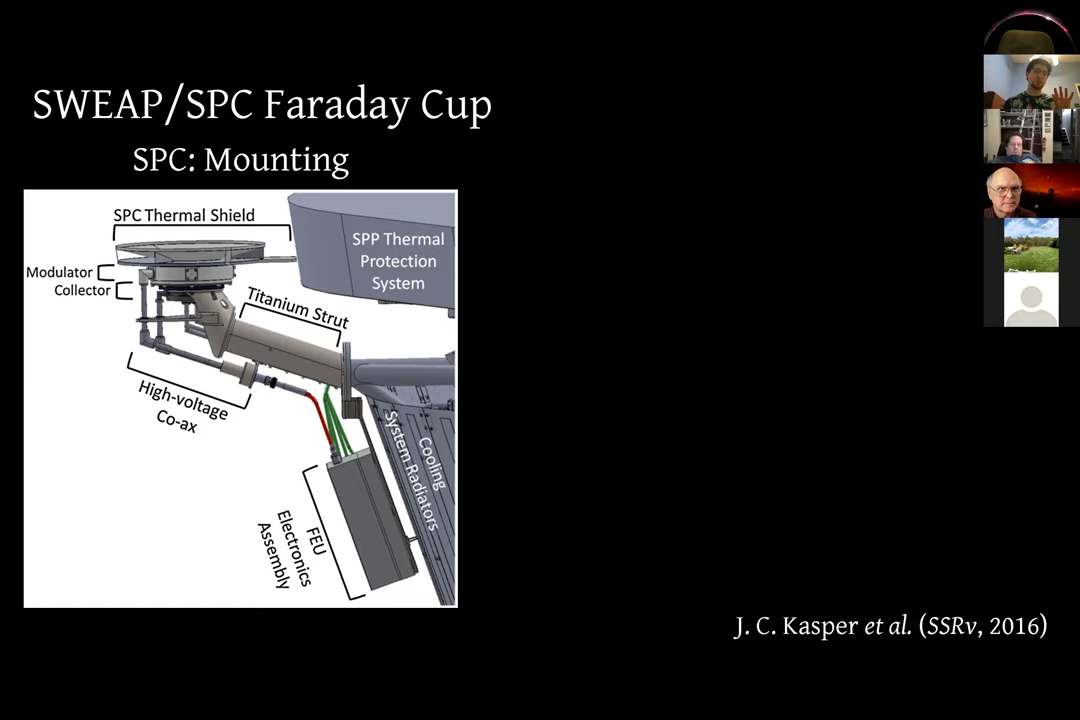 SWEAP/SPC Faraday Cup
SPC: Mounting
SPC Thermal Shield
SPP Thermal
Protection
System
Modulator
Collector
Titanium Strut
High-voltage
Co-ax
Cooling
System Radiators
FEU
Electronics
Assembly
J. C. Kasper et al. (SSRv, 2016)